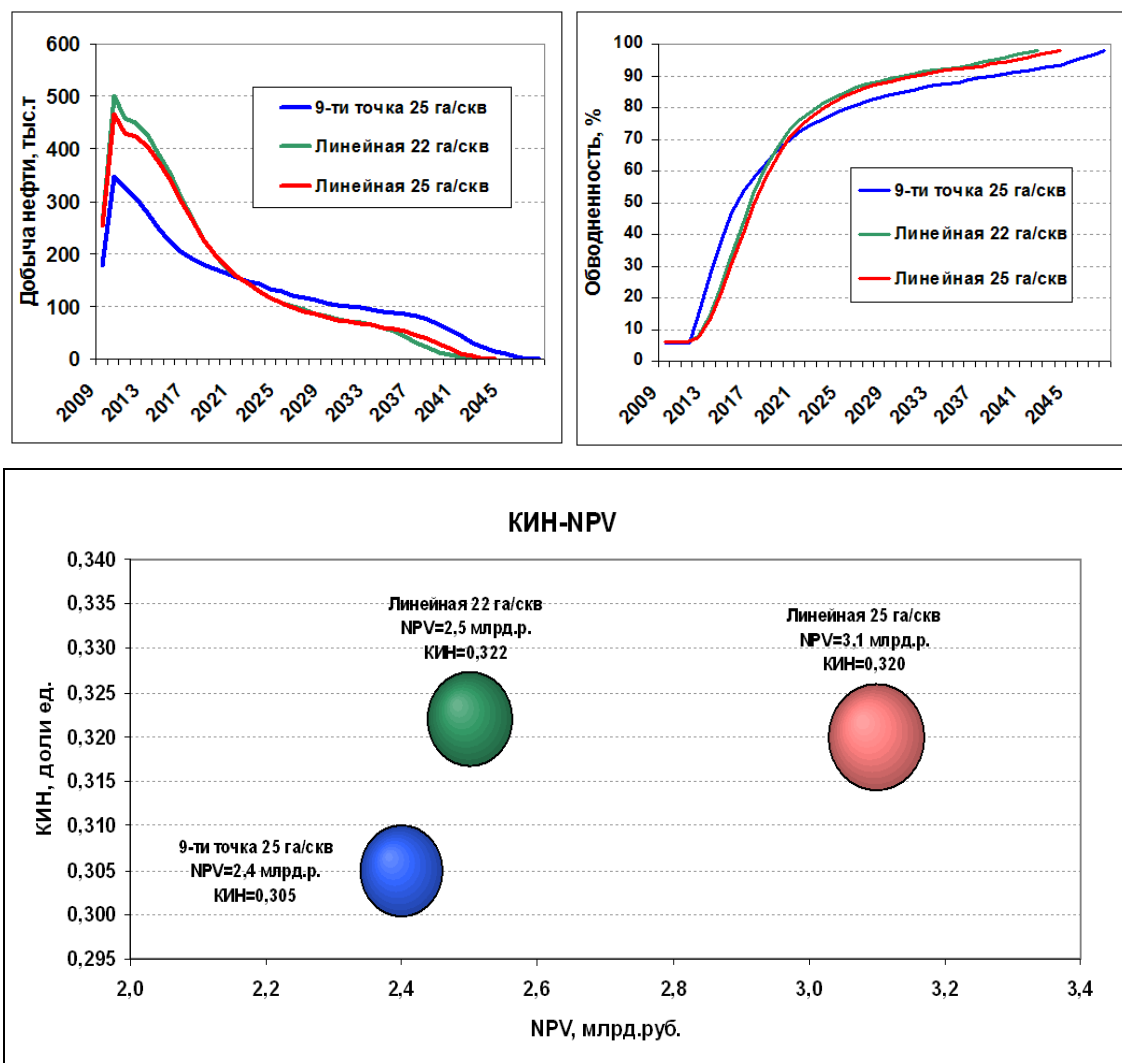 600
500
400
300
200
100
0
Добыча нефти, тыс.т
9-ти точка 25 га/скв
Линейная 22 га/скв
Линейная 25 га/скв
2009
2013
2017
2021
2025
2029
2033
2037
2041
2045
100
90
80
70
60
50
40
30
20
10
0
Обводненность, %
9-ти точка 25 га/скв
Линейная 22 га/скв
Линейная 25 га/скв
2009
2013
2017
2021
2025
2029
2033
2037
2041
2045
КИН-NPV
0,340
0,335
0,330
0,325
0,320
0,315
0,310
0,305
0,300
0,295
КИН, доли ед.
Линейная 22 га/скв
NPV=2,5 млрд.р.
КИН=0,322
Линейная 25 га/скв
NPV=3,1 млрд.р.
КИН=0,320
9-ти точка 25 га/скв
NPV=2,4 млрд.р.
КИН=0,305
2,0
2,2
2,4
2,6
2,8
3,0
3,2
3,4
NPV, млрд.руб.